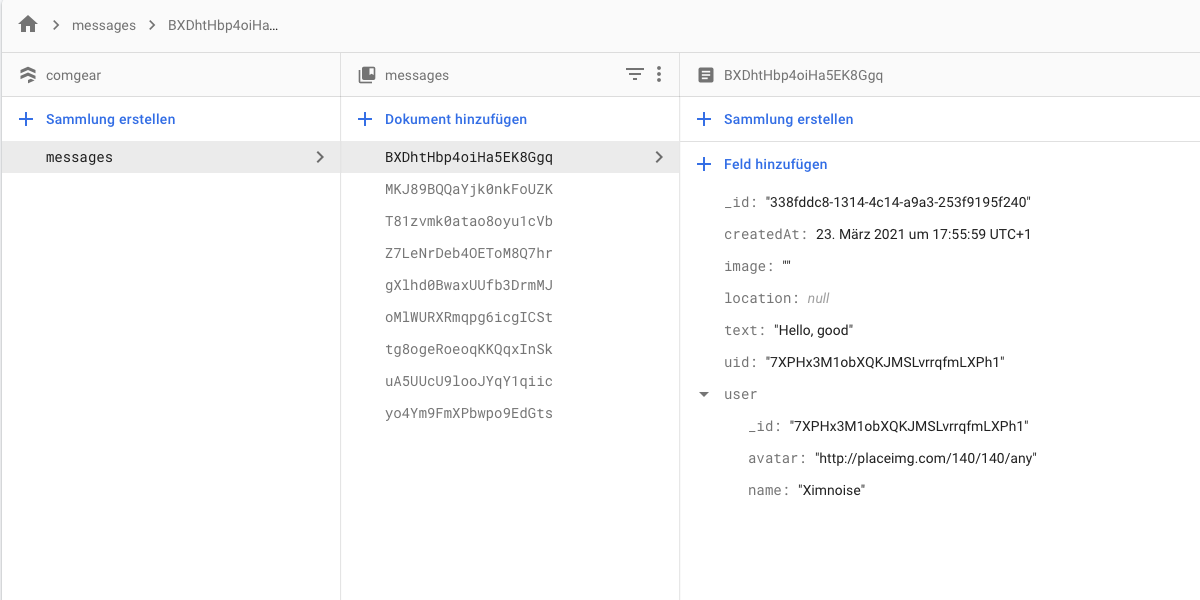 messages
BXDhtHbp4oiHa...
comgear
messages
BXDhtHbp4oiHa5EK8Ggq
Sammlung erstellen
Dokument hinzufügen
Sammlung erstellen
messages
BXDhtHbp4oiHa5EK8Ggq
MKJ89BQQaYjk0nkFoUZK
T81zvmk0atao8oyu1cVb
Z7LeNrDeb4OEToM8Q7hr
gXlhd0BwaxUUfb3DrmMJ
oMlWURXRmqpg6icgICSt
tg8ogeRoeoqKKQqxInSk
uA5UUcU9looJYqY1qiic
yo4Ym9FmXPbwpo9EdGts
Feld hinzufügen
_id: "338fddc8-1314-4c14-a9a3-253f9195f240"
createdAt: 23. März 2021 um 17:55:59 UTC+1
image: ""
location: null
text: "Hello, good"
uid: "7XPHx3M1obXQKJMSLvrrqfmLXPh1"
user
_id: "7XPHx3M1obXQKJMSLvrrqfmLXPh1"
avatar: "http://placeimg.com/140/140/any"
name: "Ximnoise"